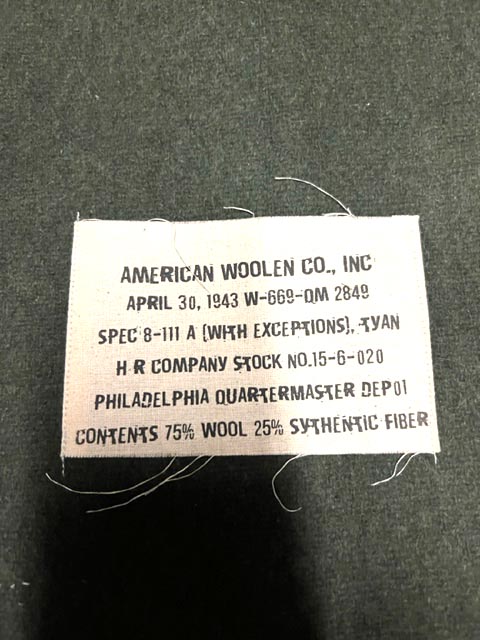 AMERICAN WOOLEN CO., INC
APRIL 30, 1943 W-669-QM 2849
SPEC 8-111 A (WITH EXCEPTIONS), TYAN
H R COMPANY STOCK NO.15-6-020
PHILADELPHIA QUARTERMASTER DEPOT
CONTENTS 75% WOOL 25% SYTHENTIC FIBER